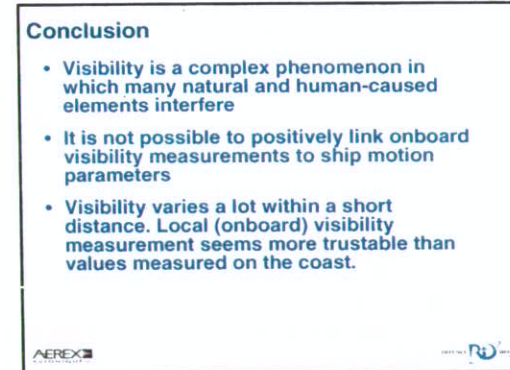 Conclusion
• Visibility is a complex phenomenon in
which many natural and human-caused
elements interfere
• It is not possible to positively link onboard
visibility measurements to ship motion
parameters
• Visibility varies a lot within a short
distance. Local (onboard) visibility
measurement seems more trustable than
values measured on the coast.
AEREX